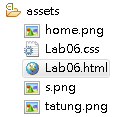 assets
home.png
Lab06.css
Lab06.html
s.png
tatung.png